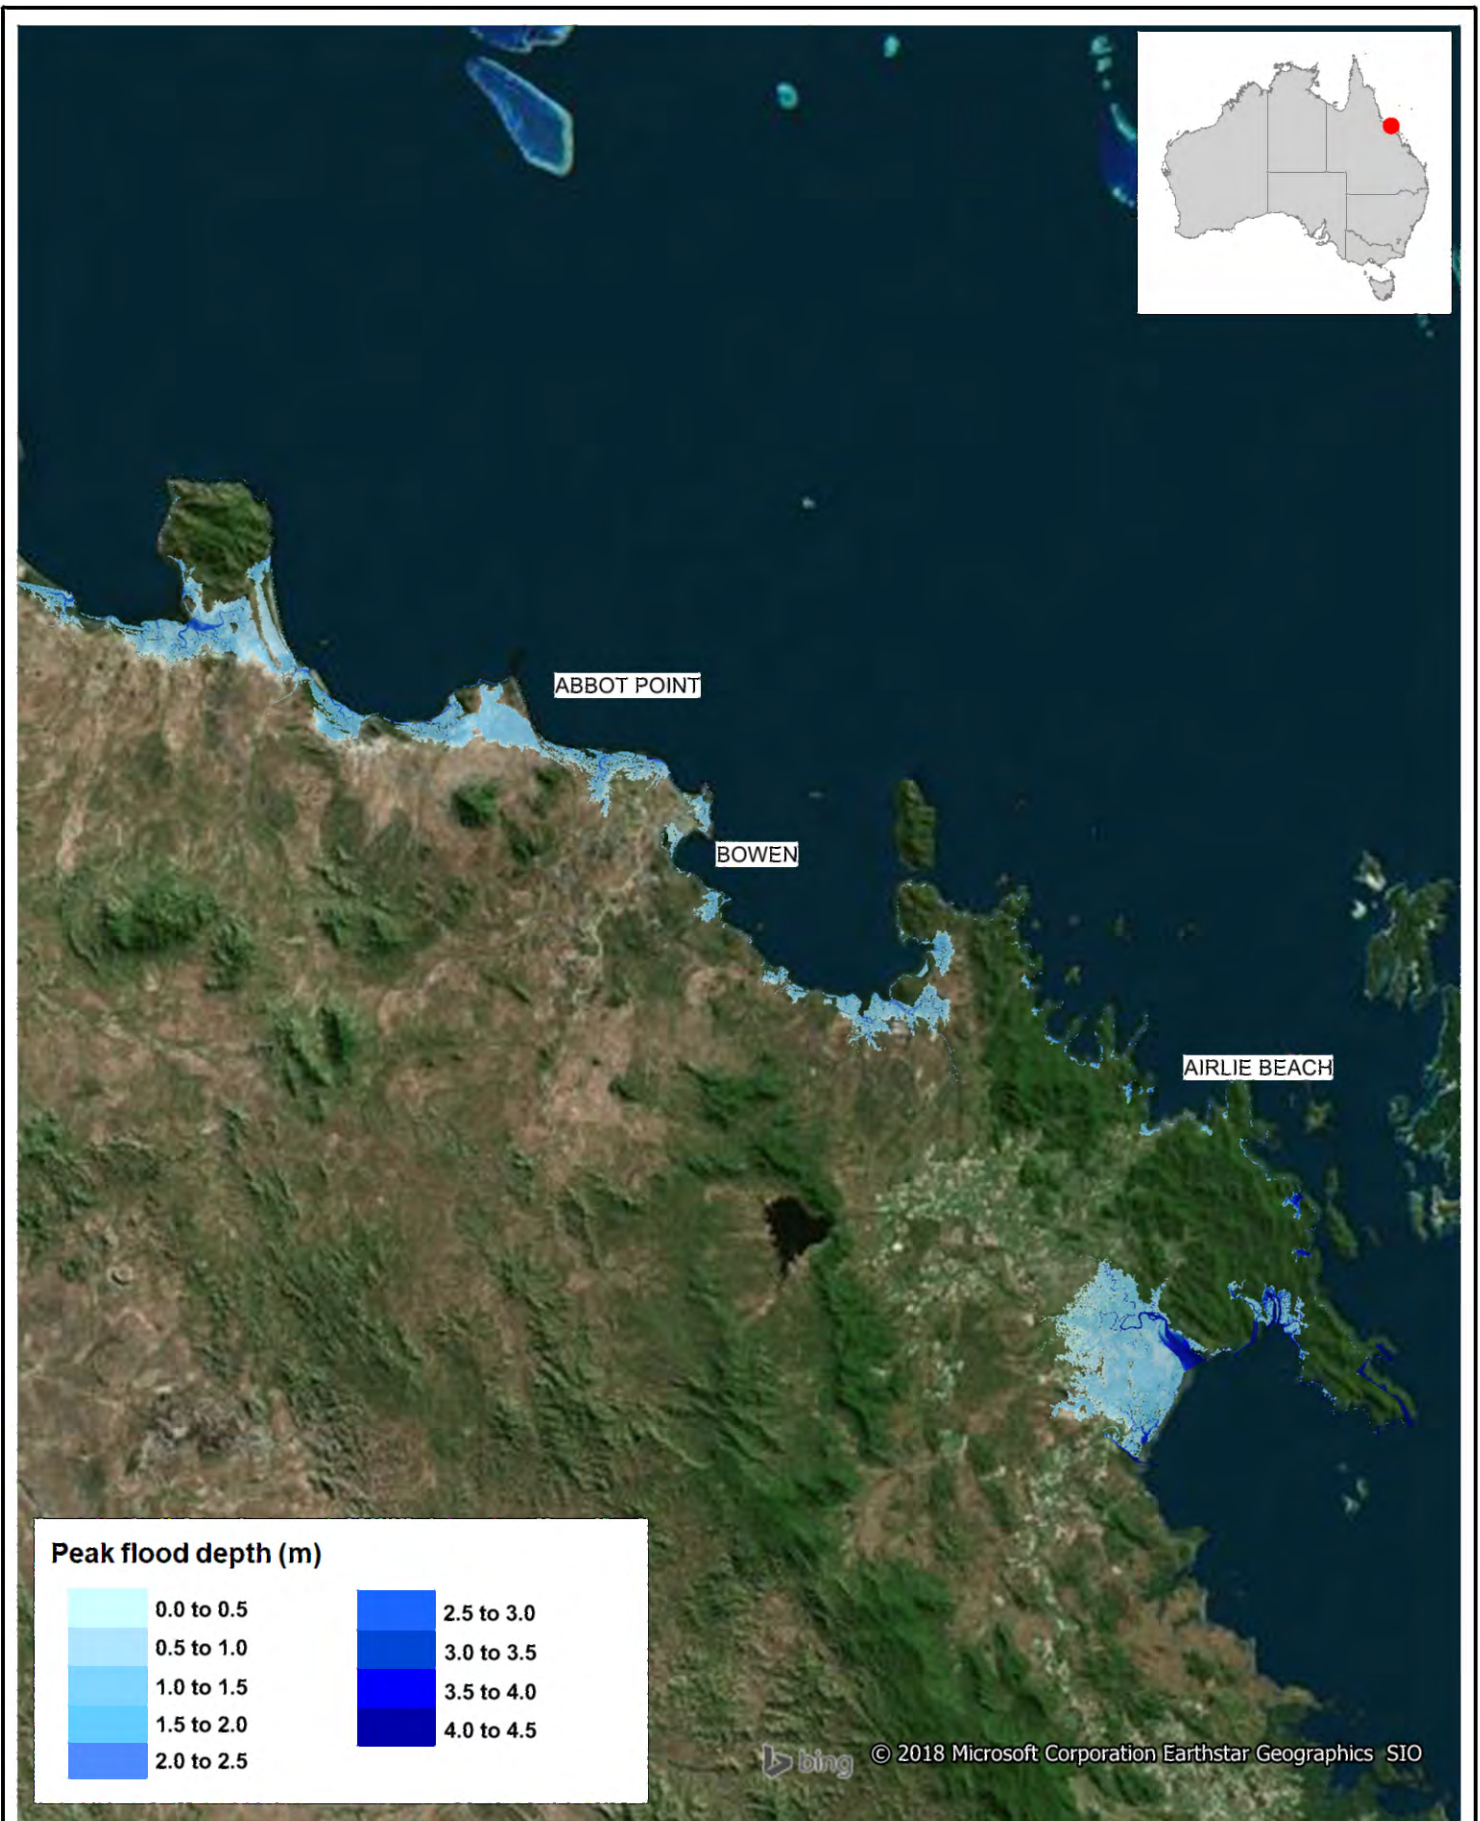 ABBOT POINT
BOWEN
AIRLIE BEACH
Peak flood depth (m)
0.0 to 0.5
0.5 to 1.0
1.0 to 1.5
1.5 to 2.0
2.0 to 2.5
2.5 to 3.0
3.0 to 3.5
3.5 to 4.0
4.0 to 4.5
bing
© 2018 Microsoft Corporation Earthstar Geographics SIO